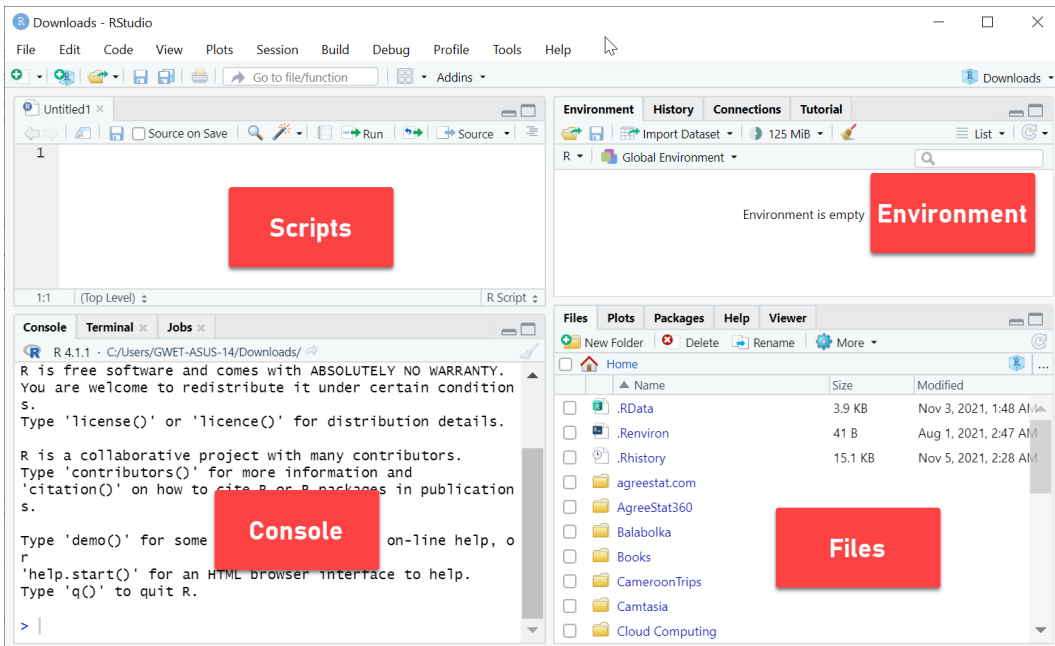 Downloads - RStudio
File Edit Code View Plots Session Build Debug Profile Tools Help
Go to file/function Addins Downloads
Untitled1
Source on Save Run Source
1
Scripts
1:1 (Top Level) R Script
Console Terminal Jobs
R 4.1.1 · C:/Users/GWET-ASUS-14/Downloads/
R is free software and comes with ABSOLUTELY NO WARRANTY.
You are welcome to redistribute it under certain condition
s.
Type 'license()' or 'licence()' for distribution details.
R is a collaborative project with many contributors.
Type 'contributors()' for more information and
'citation()' on how to cite R or R packages in publication
s.
Type 'demo()' for some on-line help, o
r
'help.start()' for an HTML browser interface to help.
Type 'q()' to quit R.
>
Console
Environment History Connections Tutorial
Import Dataset 125 MiB List
R Global Environment
Environment is empty
Environment
Files Plots Packages Help Viewer
New Folder Delete Rename More
Home ...
Name Size Modified
.RData 3.9 KB Nov 3, 2021, 1:48 AM
.Renviron 41 B Aug 1, 2021, 2:47 AM
.Rhistory 15.1 KB Nov 5, 2021, 2:28 AM
agreestat.com
AgreeStat360
Balabolka
Books
CameroonTrips
Camtasia
Cloud Computing
Files